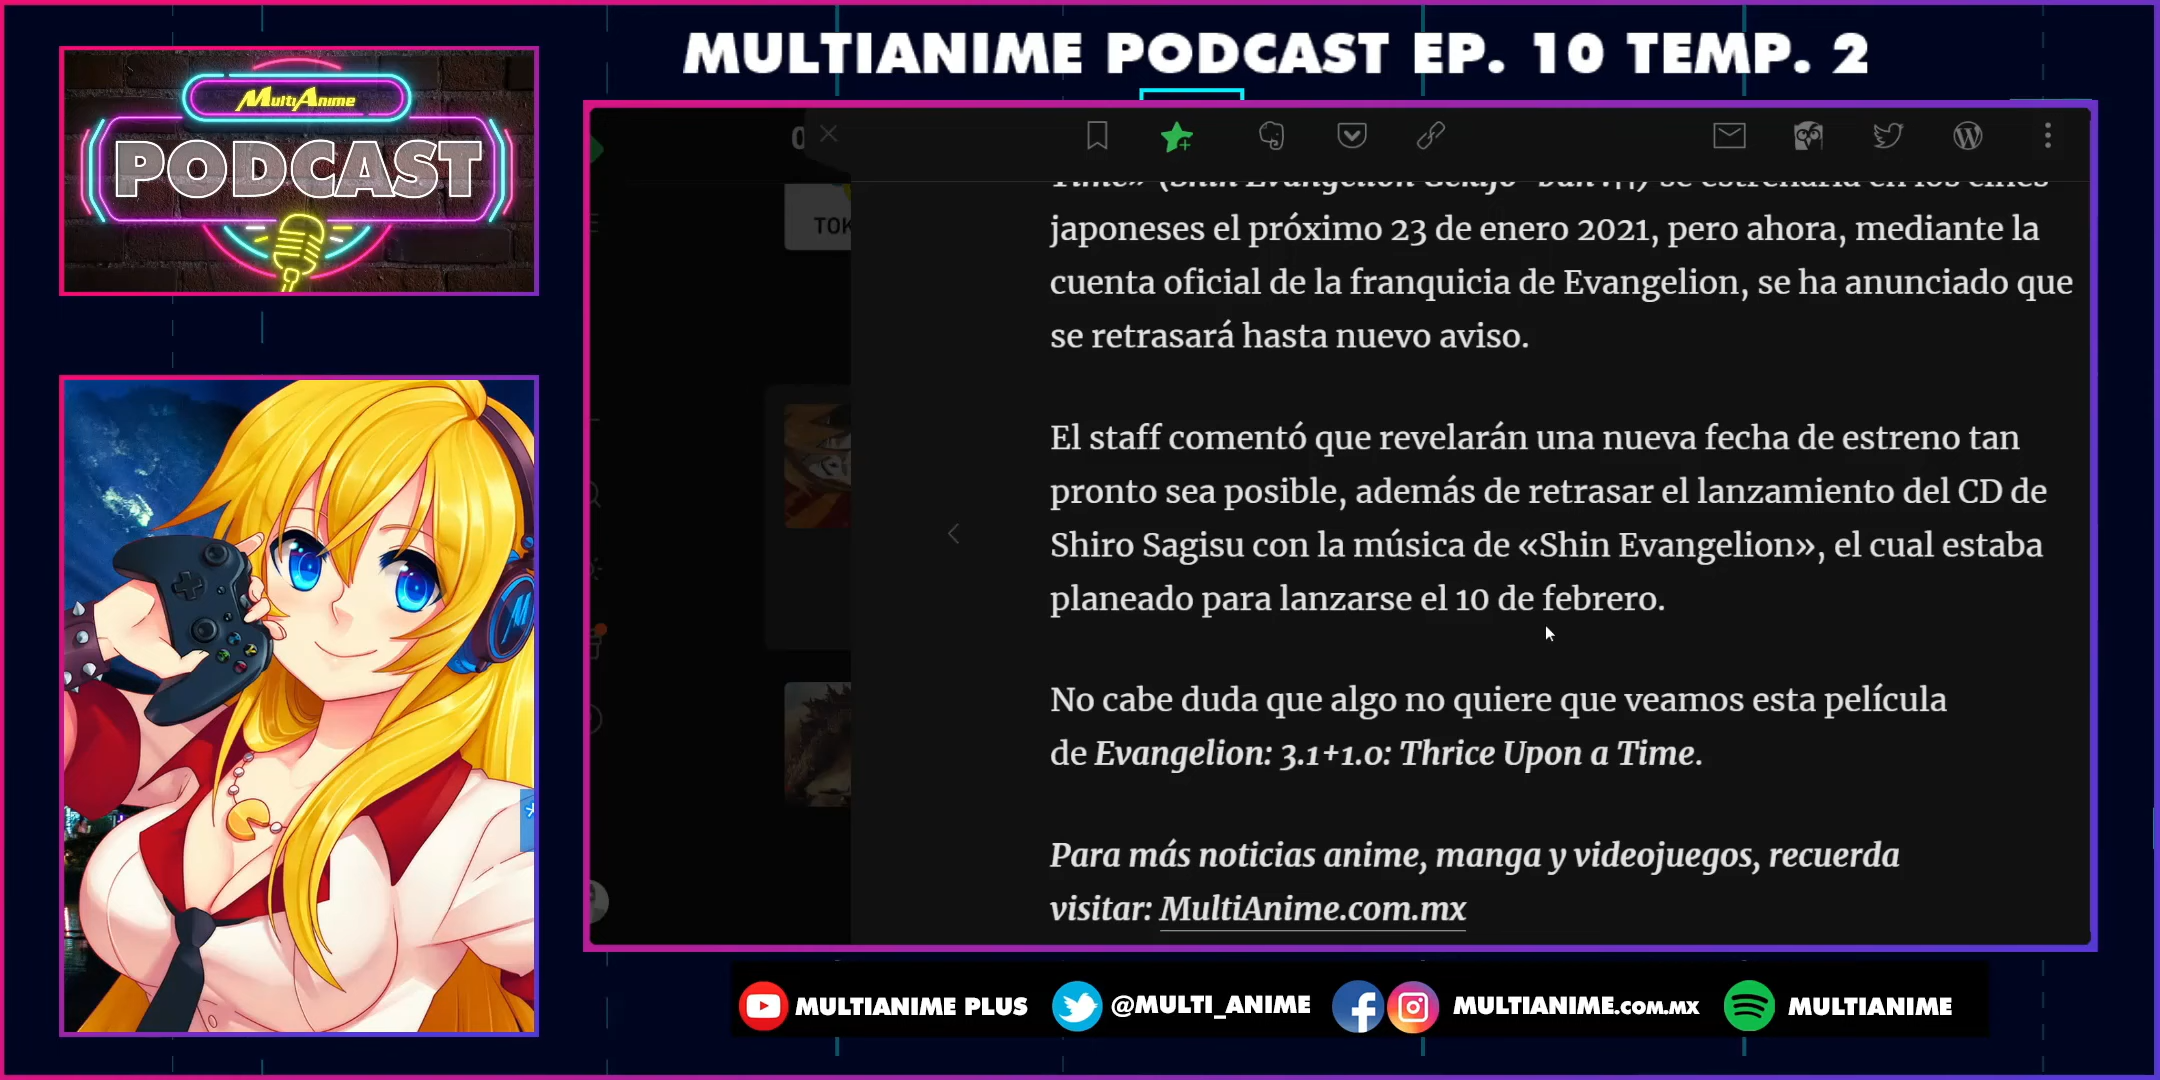 MULTIANIME PODCAST EP. 10 TEMP. 2
MultiAnime
PODCAST
TOK
japoneses el próximo 23 de enero 2021, pero ahora, mediante la
cuenta oficial de la franquicia de Evangelion, se ha anunciado que
se retrasará hasta nuevo aviso.
El staff comentó que revelarán una nueva fecha de estreno tan
pronto sea posible, además de retrasar el lanzamiento del CD de
Shiro Sagisu con la música de «Shin Evangelion», el cual estaba
planeado para lanzarse el 10 de febrero.
No cabe duda que algo no quiere que veamos esta película
de Evangelion: 3.1+1.0: Thrice Upon a Time.
Para más noticias anime, manga y videojuegos, recuerda
visitar: MultiAnime.com.mx
MULTIANIME PLUS @MULTI_ANIME MULTIANIME.COM.MX MULTIANIME